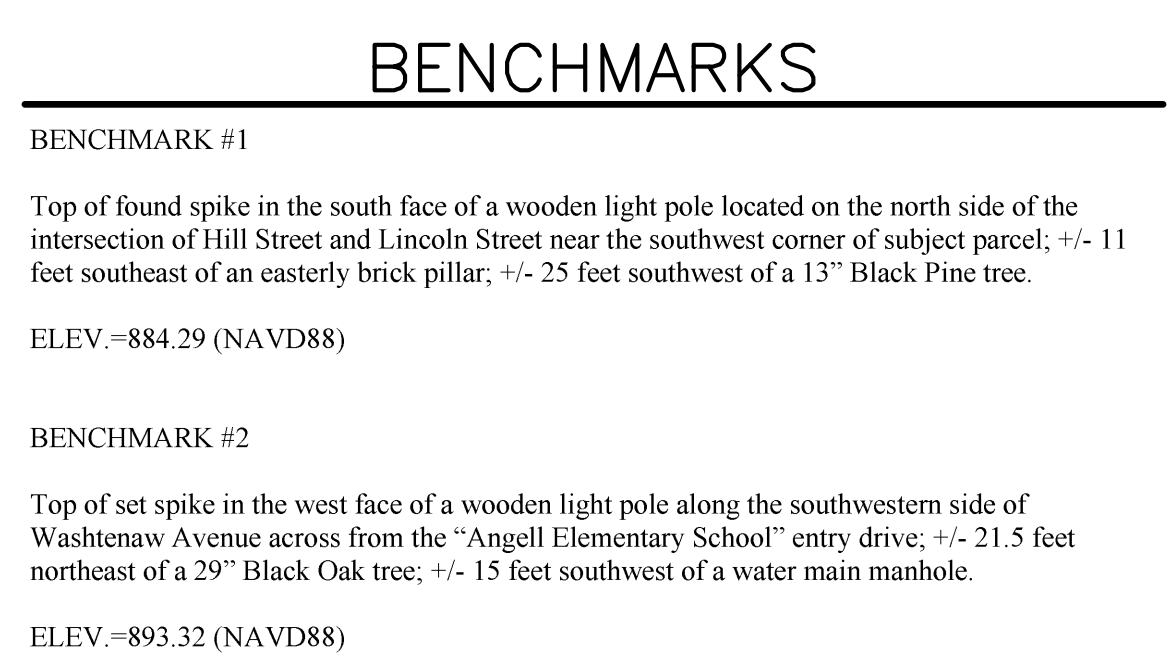 BENCHMARKS
BENCHMARK #1
Top of found spike in the south face of a wooden light pole located on the north side of the
intersection of Hill Street and Lincoln Street near the southwest corner of subject parcel; +/- 11
feet southeast of an easterly brick pillar; +/- 25 feet southwest of a 13” Black Pine tree.
ELEV.=884.29 (NAVD88)
BENCHMARK #2
Top of set spike in the west face of a wooden light pole along the southwestern side of
Washtenaw Avenue across from the “Angell Elementary School” entry drive; +/- 21.5 feet
northeast of a 29” Black Oak tree; +/- 15 feet southwest of a water main manhole.
ELEV.=893.32 (NAVD88)